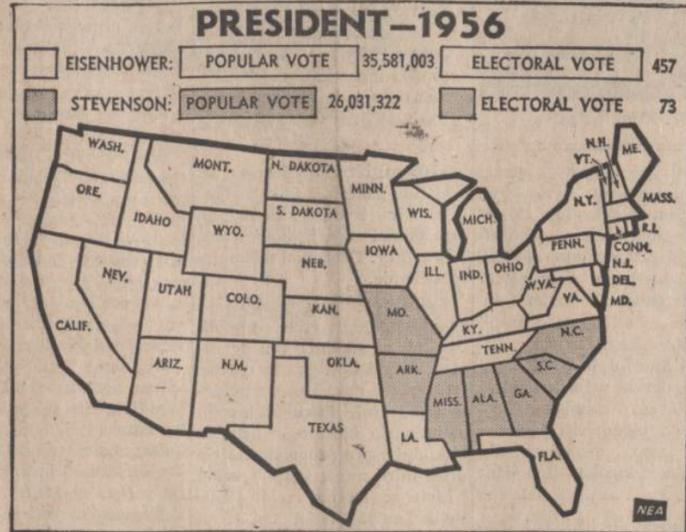 PRESIDENT—1956
EISENHOWER: POPULAR VOTE 35,581,003 ELECTORAL VOTE 457
STEVENSON: POPULAR VOTE 26,031,322 ELECTORAL VOTE 73
WASH.
MONT.
N. DAKOTA
MINN.
N.H.
VT.
ME.
ORE.
IDAHO
S. DAKOTA
WIS.
MICH.
N.Y.
MASS.
WYO.
R.I.
CONN.
IOWA
PENN.
N.J.
NEV.
NEB.
ILL.
IND.
OHIO
DEL.
UTAH
COLO.
W.VA.
VA.
MD.
CALIF.
KAN.
MO.
KY.
N.C.
TENN.
ARIZ.
N.M.
OKLA.
ARK.
S.C.
MISS.
ALA.
GA.
TEXAS
LA.
FLA.
NEA